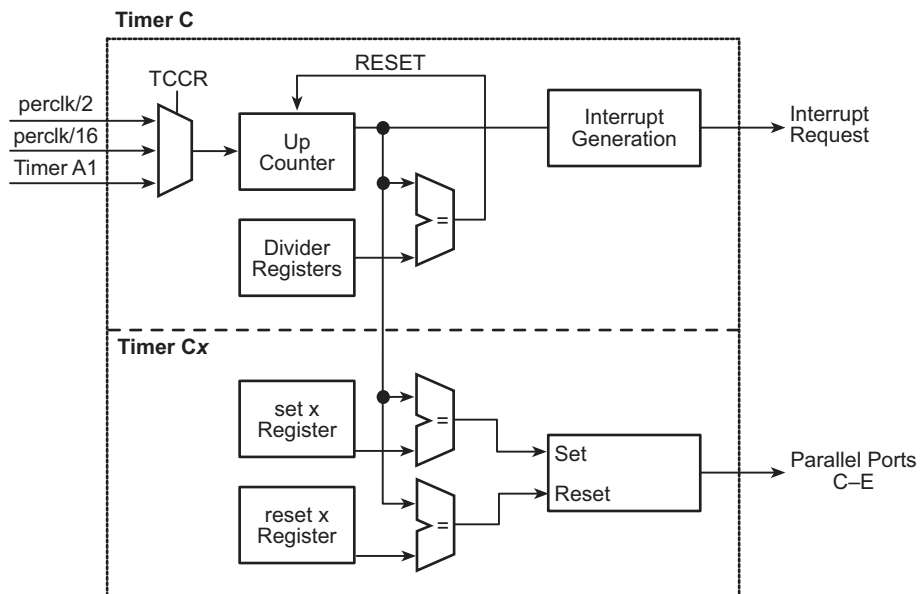 Timer C
RESET
TCCR
perclk/2
perclk/16
Timer A1
Up
Counter
Interrupt
Generation
Interrupt
Request
=
Divider
Registers
Timer Cx
set x
Register
=
Set
Reset
Parallel Ports
C–E
reset x
Register
=